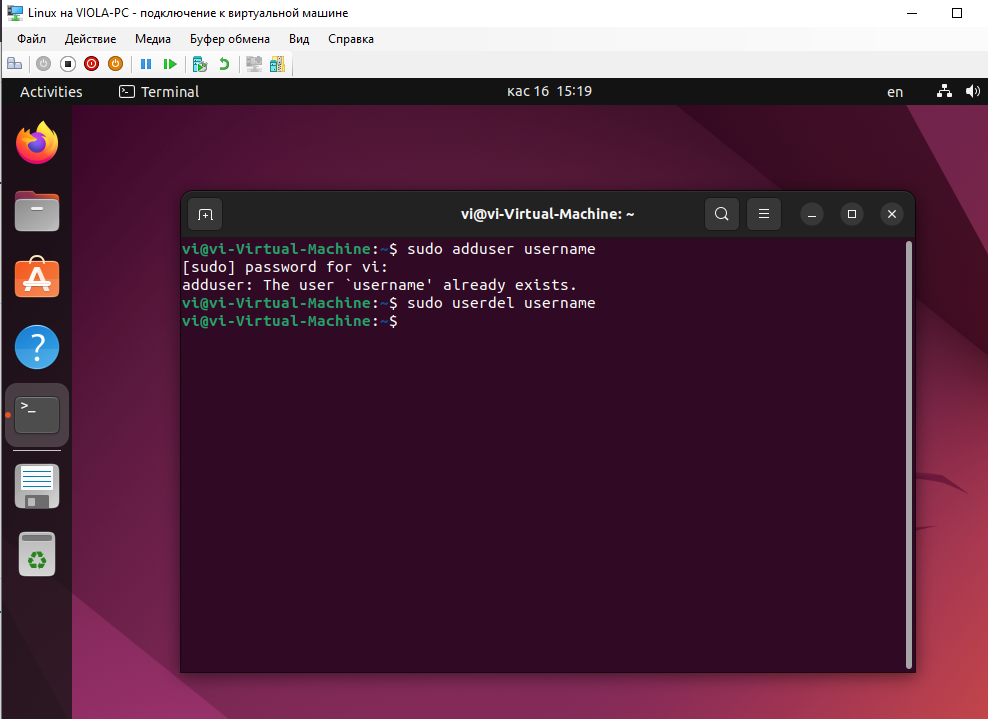 Linux на VIOLA-PC - подключение к виртуальной машине
Файл Действие Медиа Буфер обмена Вид Справка
Activities Terminal кас 16 15:19 en
vi@vi-Virtual-Machine: ~
vi@vi-Virtual-Machine:~$ sudo adduser username
[sudo] password for vi:
adduser: The user `username' already exists.
vi@vi-Virtual-Machine:~$ sudo userdel username
vi@vi-Virtual-Machine:~$